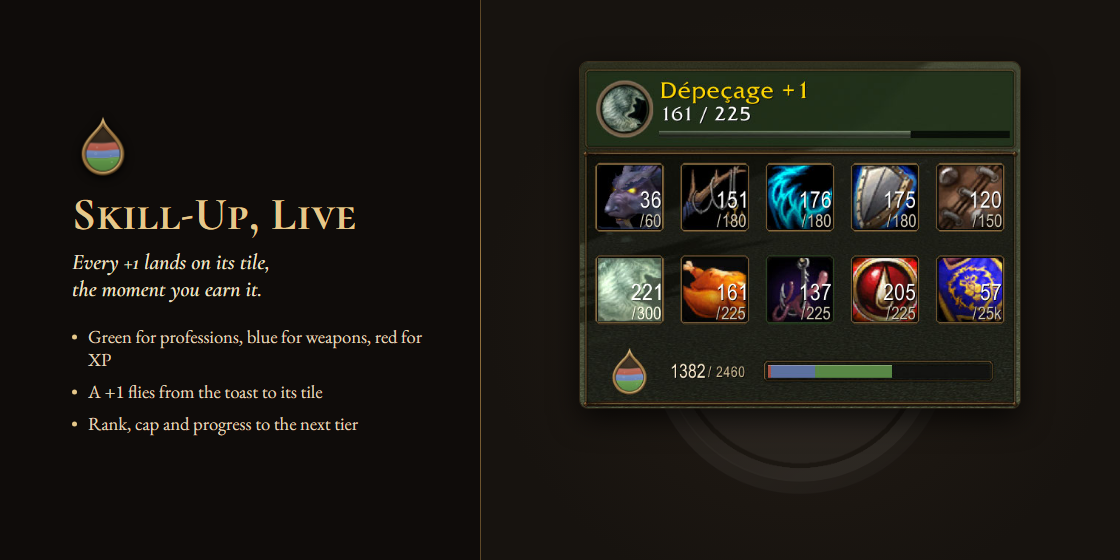 Skill-Up, Live
Every +1 lands on its tile,
the moment you earn it.
• Green for professions, blue for weapons, red for
XP
• A +1 flies from the toast to its tile
• Rank, cap and progress to the next tier
Dépeçage +1
161 / 225
36 151 176 175 120
/60 /180 /180 /180 /150
221 161 137 205 57
/300 /225 /225 /225 /25k
1382 / 2460